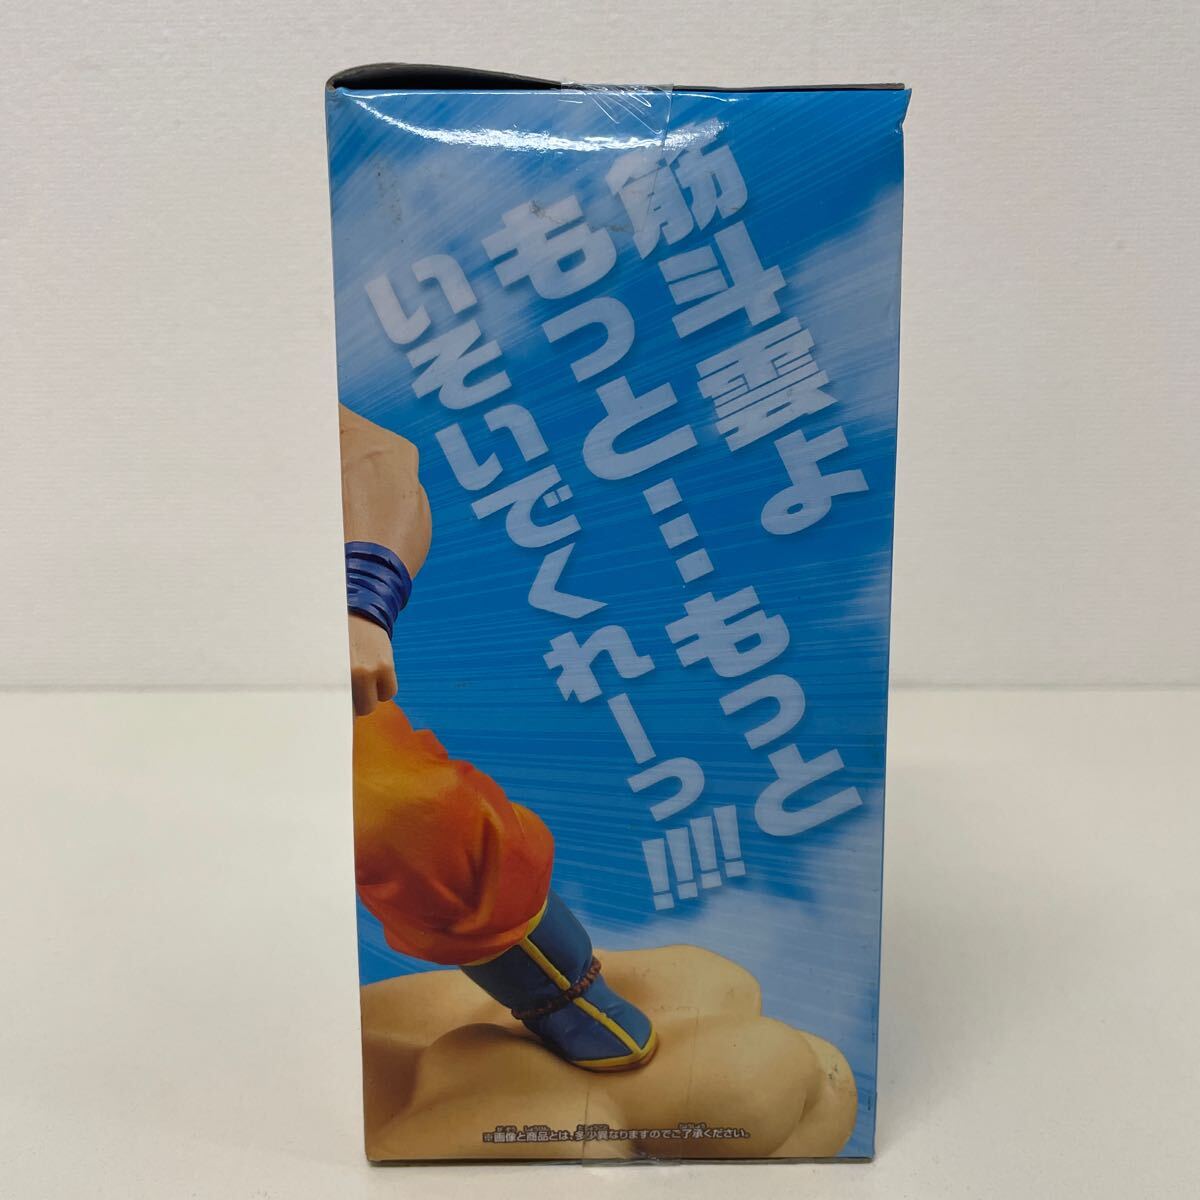 筋斗雲よ
もっと…もっと
いそいでくれーっ!!!!
※画像と商品とは、多少異なりますのでご了承ください。